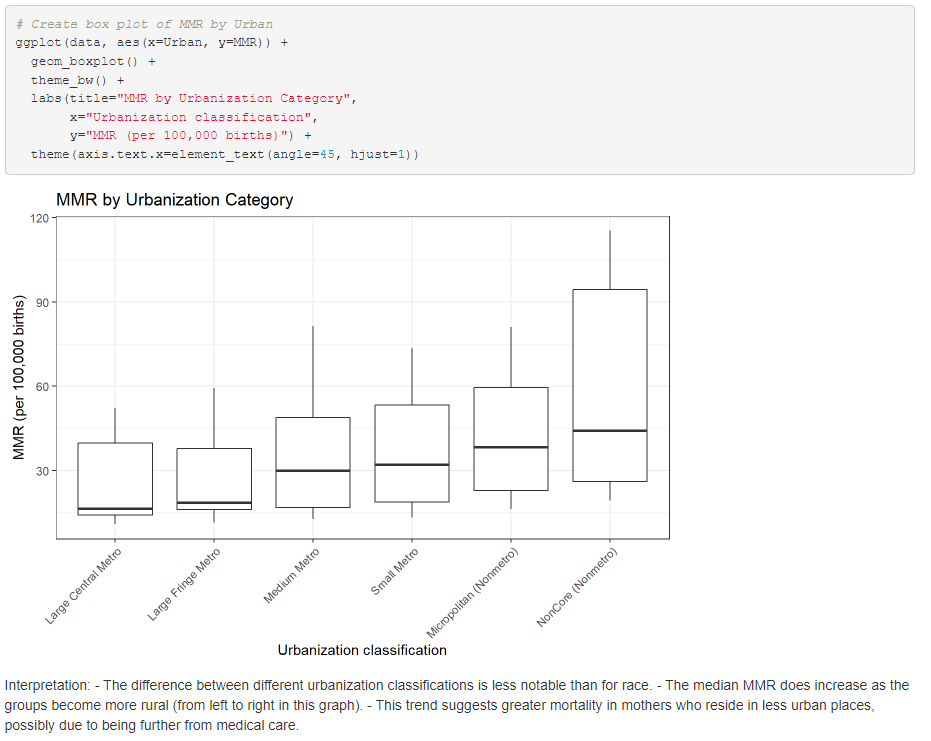 # Create box plot of MMR by Urban
ggplot(data, aes(x=Urban, y=MMR)) +
  geom_boxplot() +
  theme_bw() +
  labs(title="MMR by Urbanization Category",
       x="Urbanization classification",
       y="MMR (per 100,000 births)") +
  theme(axis.text.x=element_text(angle=45, hjust=1))
MMR by Urbanization Category
MMR (per 100,000 births)
120
90
60
30
Large Central Metro
Large Fringe Metro
Medium Metro
Small Metro
Micropolitan (Nonmetro)
NonCore (Nonmetro)
Urbanization classification
Interpretation: - The difference between different urbanization classifications is less notable than for race. - The median MMR does increase as the
groups become more rural (from left to right in this graph). - This trend suggests greater mortality in mothers who reside in less urban places,
possibly due to being further from medical care.